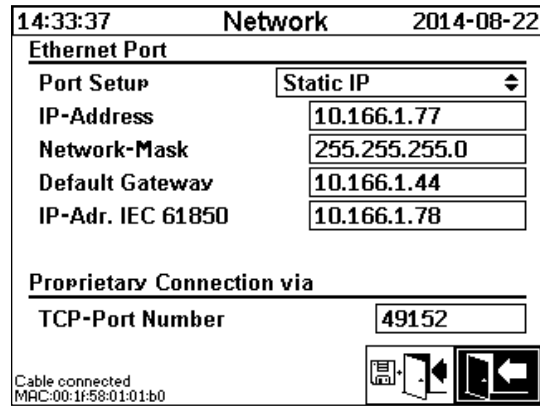 14:33:37 Network 2014-08-22
Ethernet Port
Port Setup Static IP
IP-Address 10.166.1.77
Network-Mask 255.255.255.0
Default Gateway 10.166.1.44
IP-Adr. IEC 61850 10.166.1.78
Proprietary Connection via
TCP-Port Number 49152
Cable connected
MAC:00:1f:58:01:01:b0